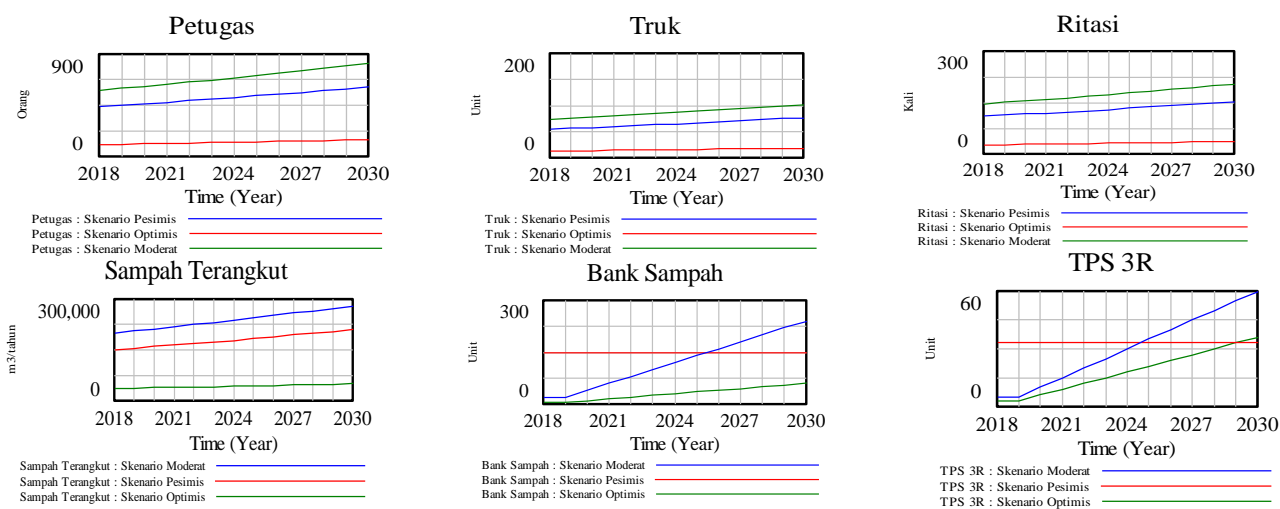 Petugas
900
Orang
0
2018 2021 2024 2027 2030
Time (Year)
Petugas : Skenario Pesimis
Petugas : Skenario Optimis
Petugas : Skenario Moderat
Truk
200
Unit
0
2018 2021 2024 2027 2030
Time (Year)
Truk : Skenario Pesimis
Truk : Skenario Optimis
Truk : Skenario Moderat
Ritasi
300
Kali
0
2018 2021 2024 2027 2030
Time (Year)
Ritasi : Skenario Pesimis
Ritasi : Skenario Optimis
Ritasi : Skenario Moderat
Sampah Terangkut
300,000
m3/tahun
0
2018 2021 2024 2027 2030
Time (Year)
Sampah Terangkut : Skenario Moderat
Sampah Terangkut : Skenario Pesimis
Sampah Terangkut : Skenario Optimis
Bank Sampah
300
Unit
0
2018 2021 2024 2027 2030
Time (Year)
Bank Sampah : Skenario Moderat
Bank Sampah : Skenario Pesimis
Bank Sampah : Skenario Optimis
TPS 3R
60
Unit
0
2018 2021 2024 2027 2030
Time (Year)
TPS 3R : Skenario Moderat
TPS 3R : Skenario Pesimis
TPS 3R : Skenario Optimis